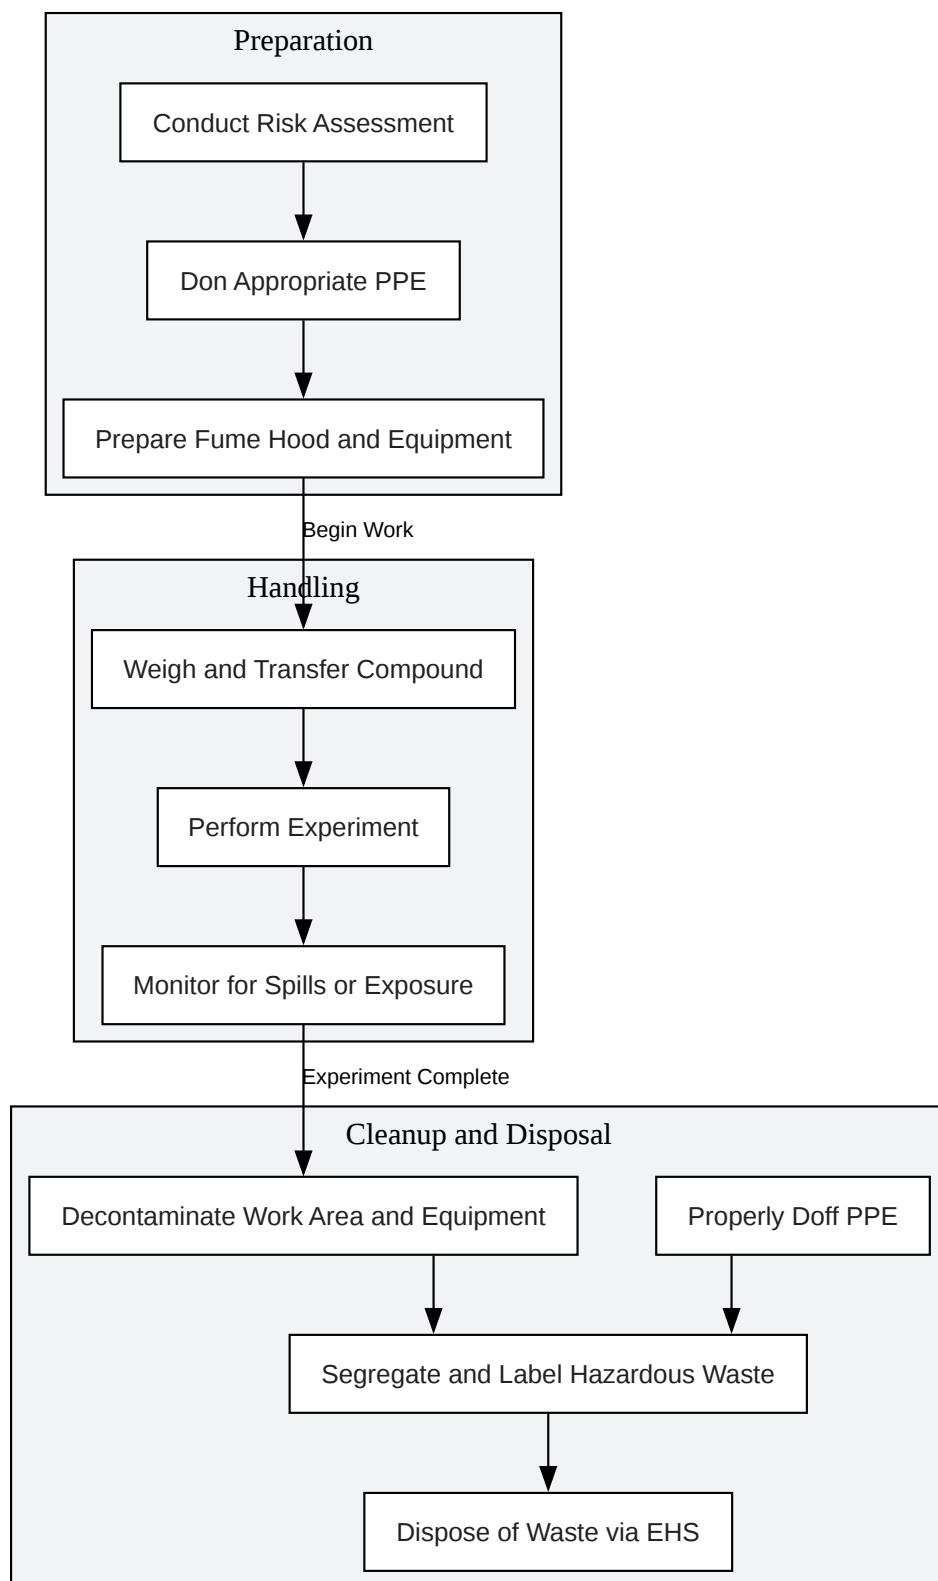 Preparation
Conduct Risk Assessment
Don Appropriate PPE
Prepare Fume Hood and Equipment
Begin Work
Handling
Weigh and Transfer Compound
Perform Experiment
Monitor for Spills or Exposure
Experiment Complete
Cleanup and Disposal
Decontaminate Work Area and Equipment
Properly Doff PPE
Segregate and Label Hazardous Waste
Dispose of Waste via EHS